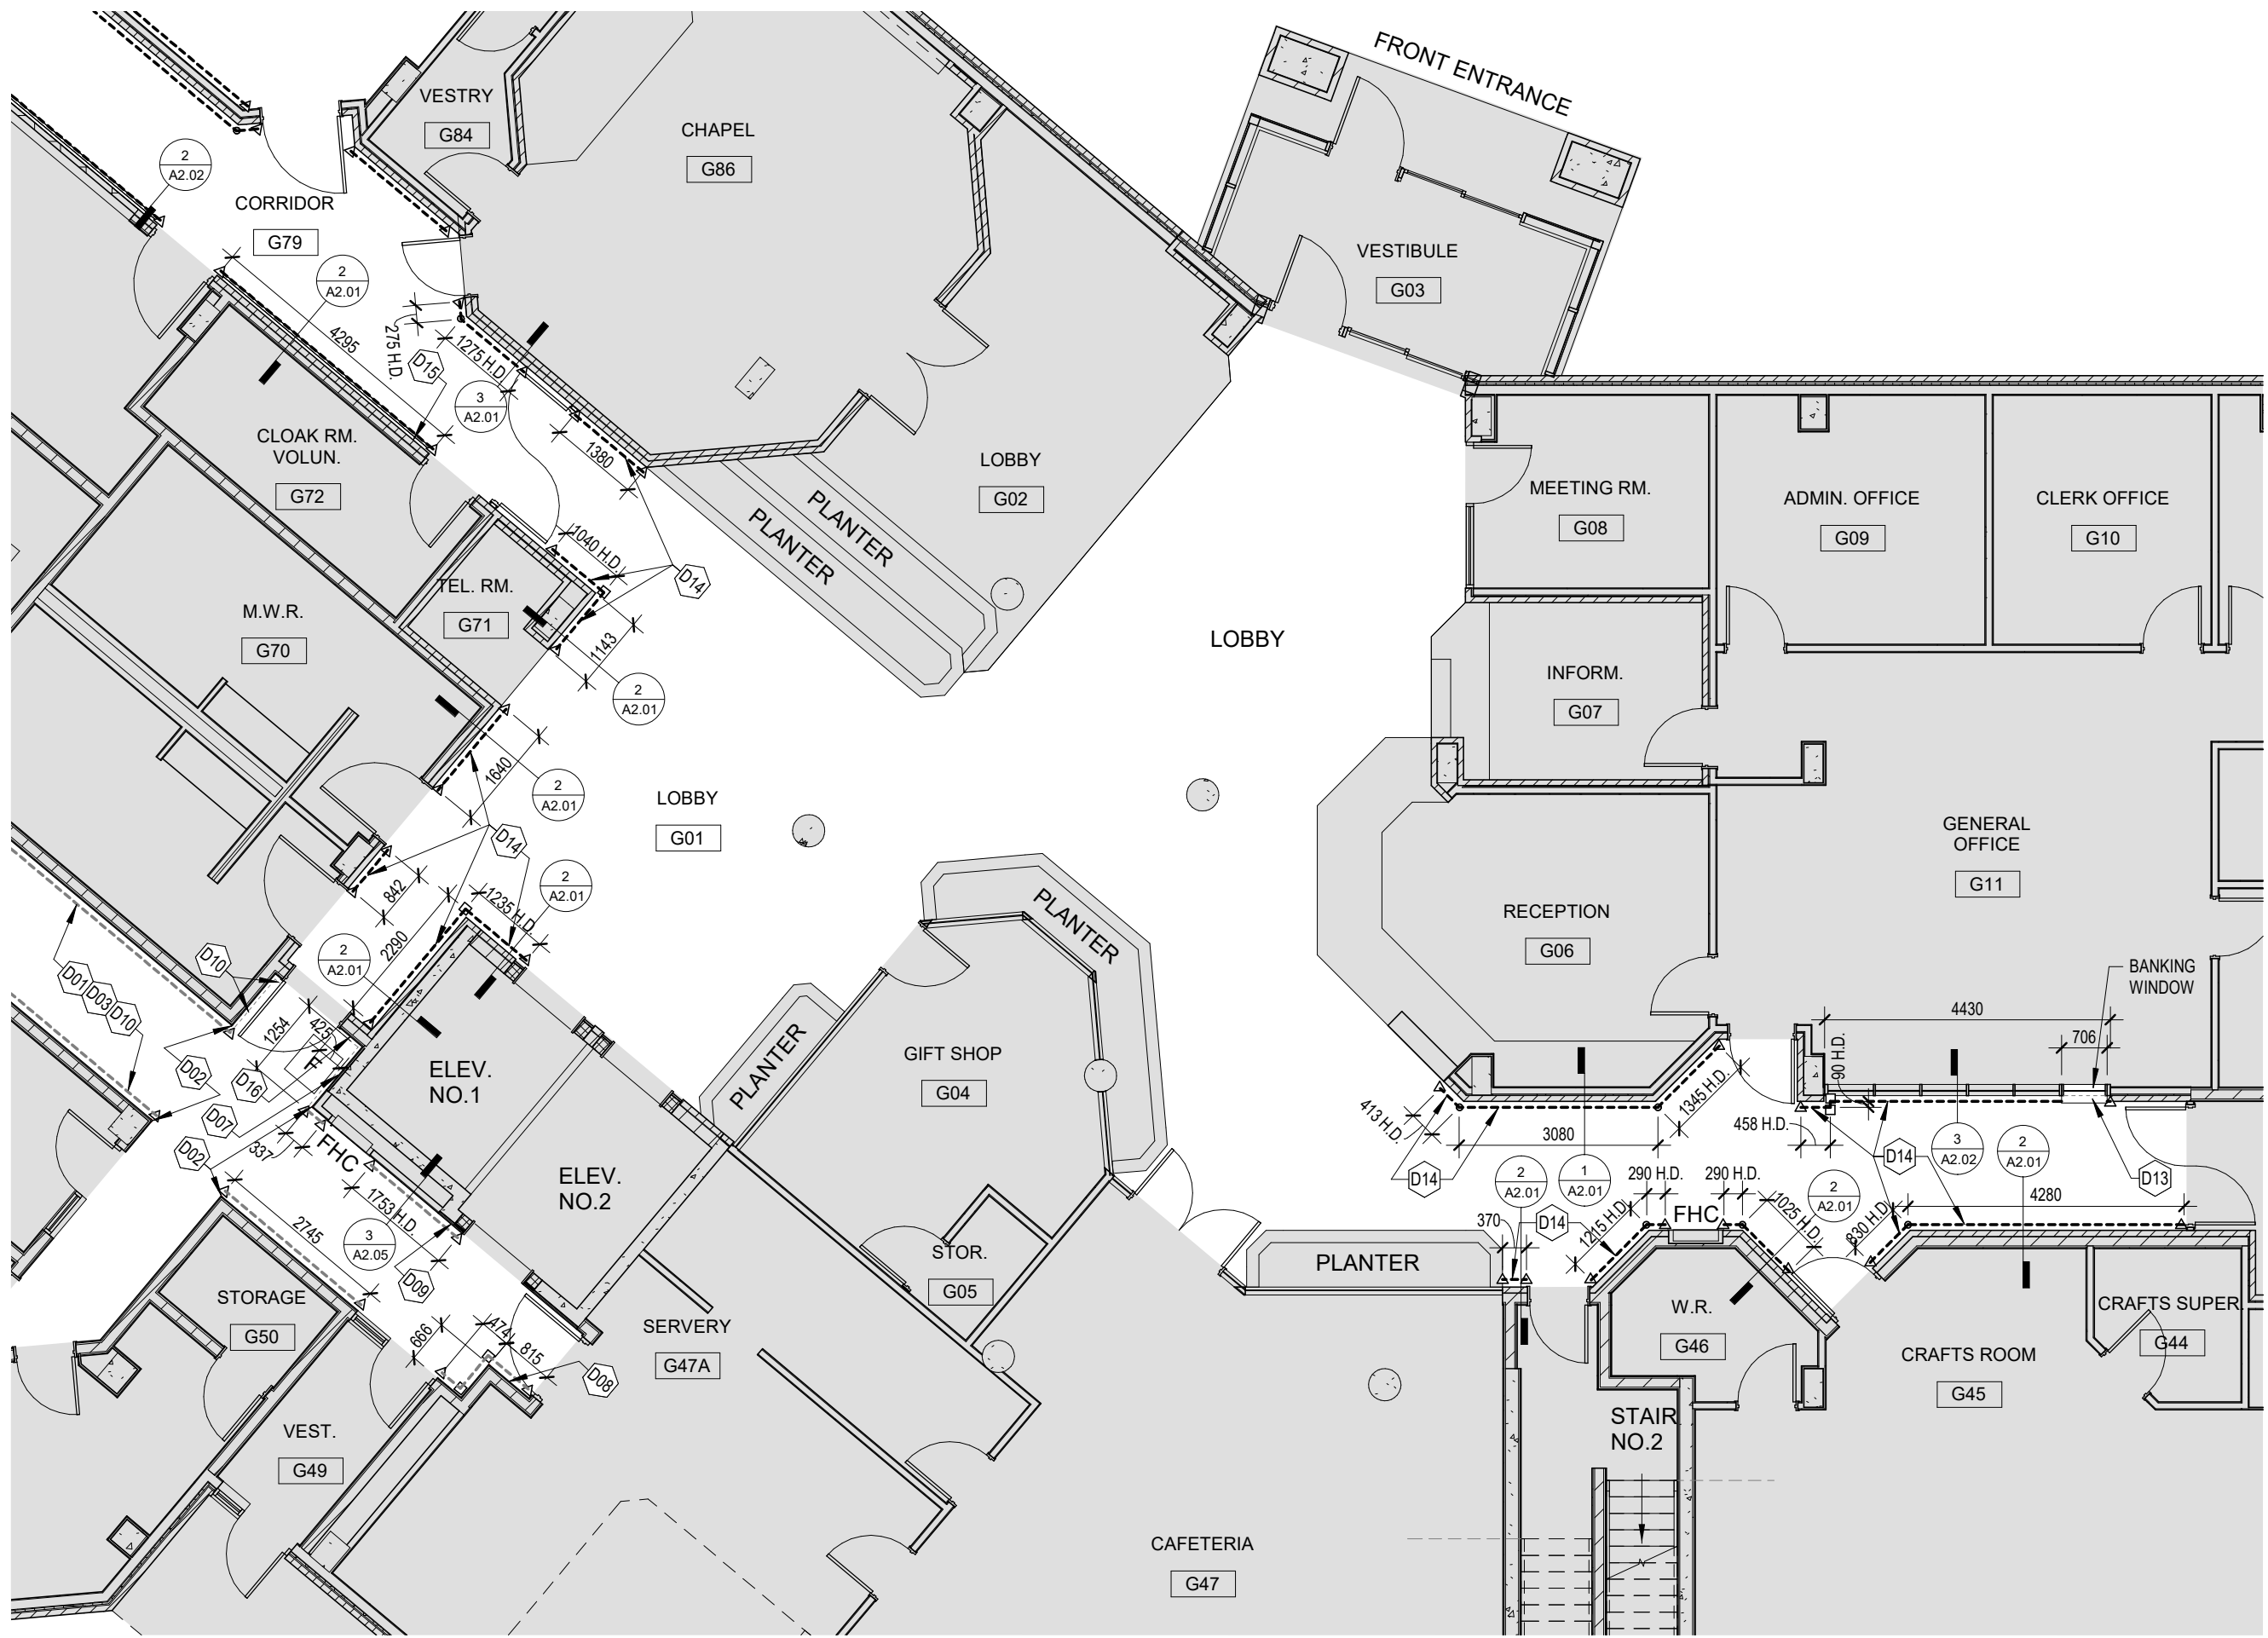 FRONT ENTRANCE
VESTRY
G84
CHAPEL
G86
2
A2.02
CORRIDOR
G79
2
A2.01
VESTIBULE
G03
4295
275 H.D.
1275 H.D.
D15
3
A2.01
1380
CLOAK RM.
VOLUN.
G72
LOBBY
G02
PLANTER
PLANTER
MEETING RM.
G08
ADMIN. OFFICE
G09
CLERK OFFICE
G10
1040 H.D.
D14
TEL. RM.
G71
M.W.R.
G70
1143
2
A2.01
LOBBY
INFORM.
G07
1640
2
A2.01
LOBBY
G01
D14
842
2
A2.01
1235 H.D.
2290
2
A2.01
GENERAL
OFFICE
G11
PLANTER
RECEPTION
G06
BANKING
WINDOW
D10
D01
D03
D10
1254
425
F
D02
D16
D07
ELEV.
NO.1
PLANTER
GIFT SHOP
G04
4430
706
90 H.D.
413 H.D.
3080
1345 H.D.
458 H.D.
D14
D14
3
A2.02
2
A2.01
D13
337
FHC
D02
1753 H.D.
ELEV.
NO.2
2745
3
A2.05
D09
2
A2.01
1
A2.01
290 H.D.
290 H.D.
2
A2.01
370
D14
1215 H.D.
FHC
1025 H.D.
830 H.D.
4280
STOR.
G05
PLANTER
STORAGE
G50
666
474
815
D08
SERVERY
G47A
W.R.
G46
CRAFTS ROOM
G45
CRAFTS SUPER.
G44
VEST.
G49
STAIR
NO.2
CAFETERIA
G47